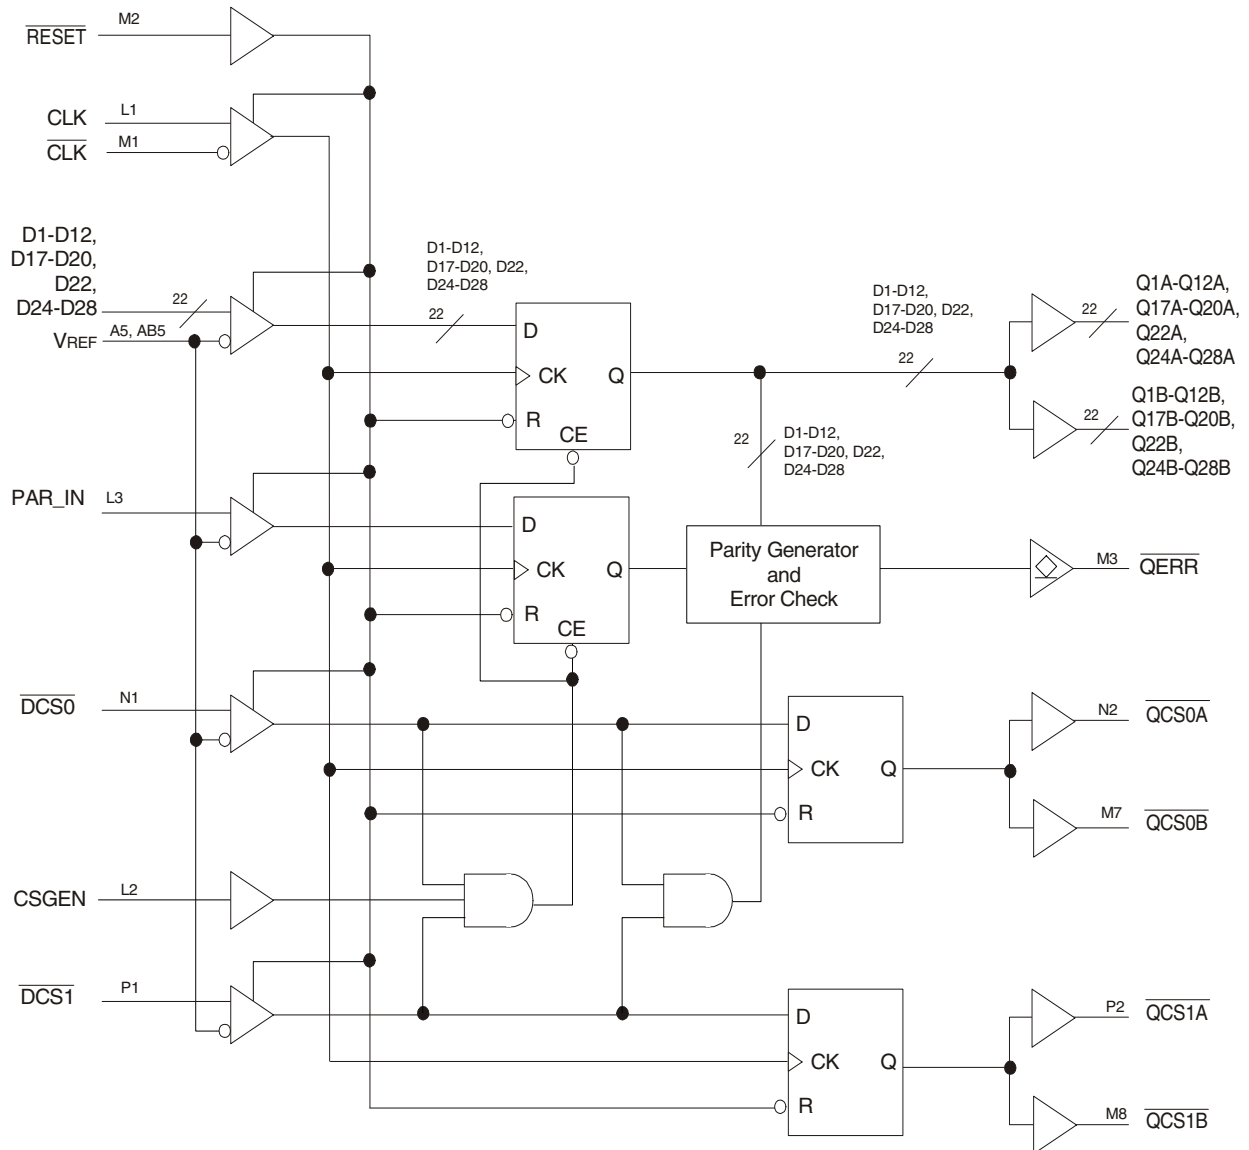 M2
RESET
CLK
L1
CLK
M1
D1-D12,
D17-D20,
D22,
D24-D28
22
VREF
A5, AB5
D1-D12,
D17-D20, D22,
D24-D28
22
D
CK
Q
R
CE
D1-D12,
D17-D20, D22,
D24-D28
22
22
Q1A-Q12A,
Q17A-Q20A,
Q22A,
Q24A-Q28A
22
Q1B-Q12B,
Q17B-Q20B,
Q22B,
Q24B-Q28B
22
D1-D12,
D17-D20, D22,
D24-D28
PAR_IN
L3
D
CK
Q
R
CE
Parity Generator
and
Error Check
M3
QERR
DCS0
N1
D
CK
Q
R
N2
QCS0A
M7
QCS0B
CSGEN
L2
DCS1
P1
D
CK
Q
R
P2
QCS1A
M8
QCS1B